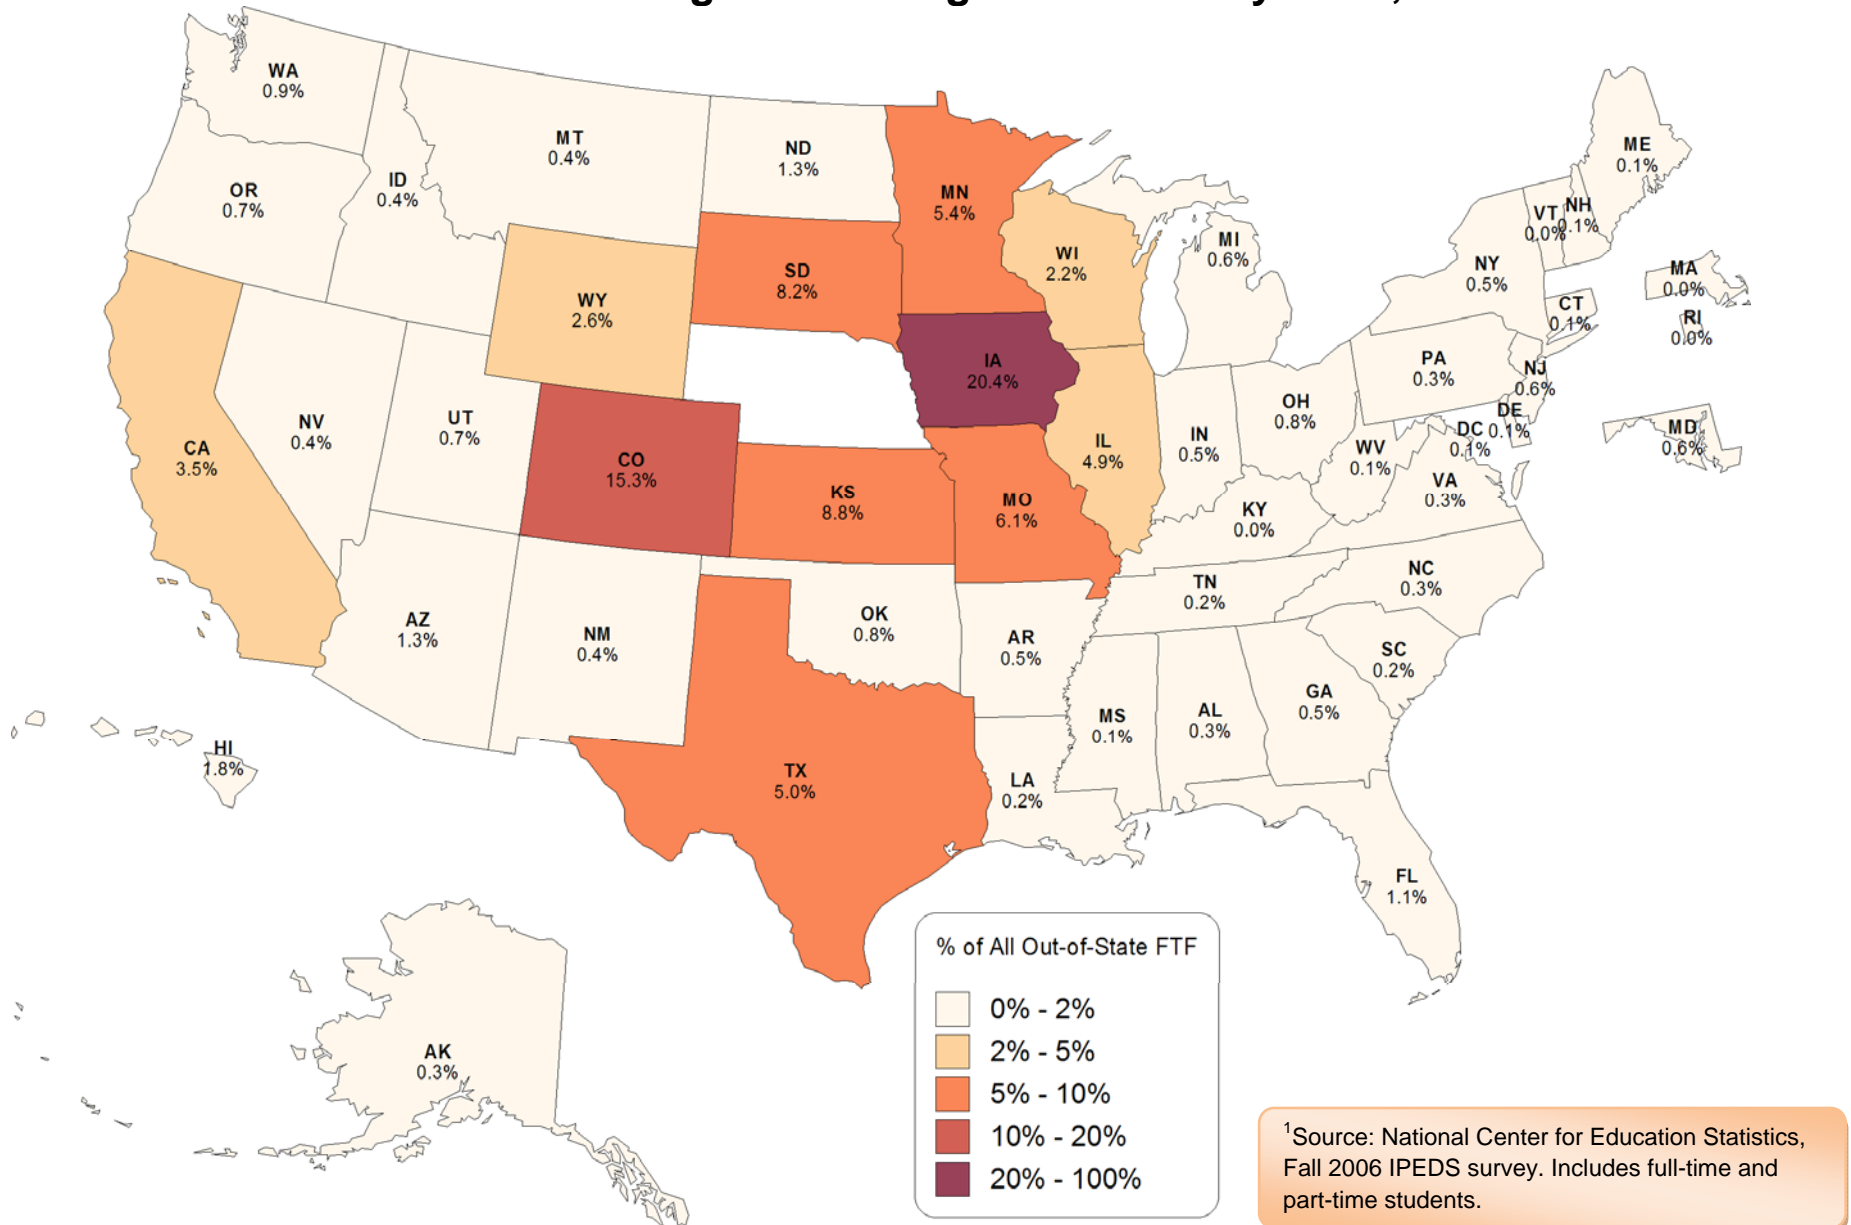 WA
0.9%
MT
0.4%
ND
1.3%
MN
5.4%
ME
0.1%
OR
0.7%
ID
0.4%
SD
8.2%
WI
2.2%
MI
0.6%
VT
0.0%
NH
0.1%
NY
0.5%
MA
0.0%
WY
2.6%
CT
0.1%
RI
0.0%
IA
20.4%
PA
0.3%
NJ
0.6%
NV
0.4%
UT
0.7%
OH
0.8%
DE
0.1%
DC
0.1%
MD
0.6%
CA
3.5%
CO
15.3%
IL
4.9%
IN
0.5%
WV
0.1%
VA
0.3%
KS
8.8%
MO
6.1%
KY
0.0%
AZ
1.3%
NM
0.4%
OK
0.8%
AR
0.5%
TN
0.2%
NC
0.3%
SC
0.2%
MS
0.1%
AL
0.3%
GA
0.5%
HI
1.8%
TX
5.0%
LA
0.2%
FL
1.1%
AK
0.3%
% of All Out-of-State FTF
0% - 2%
2% - 5%
5% - 10%
10% - 20%
20% - 100%
¹Source: National Center for Education Statistics,
Fall 2006 IPEDS survey. Includes full-time and
part-time students.